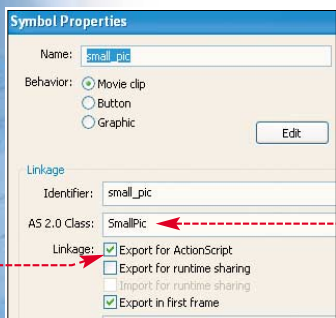 Symbol Properties
Name: small_pic
Behavior: Movie clip
Button
Graphic
Edit
Linkage
Identifier: small_pic
AS 2.0 Class: SmallPic
Linkage: Export for ActionScript
Export for runtime sharing
Import for runtime sharing
Export in first frame